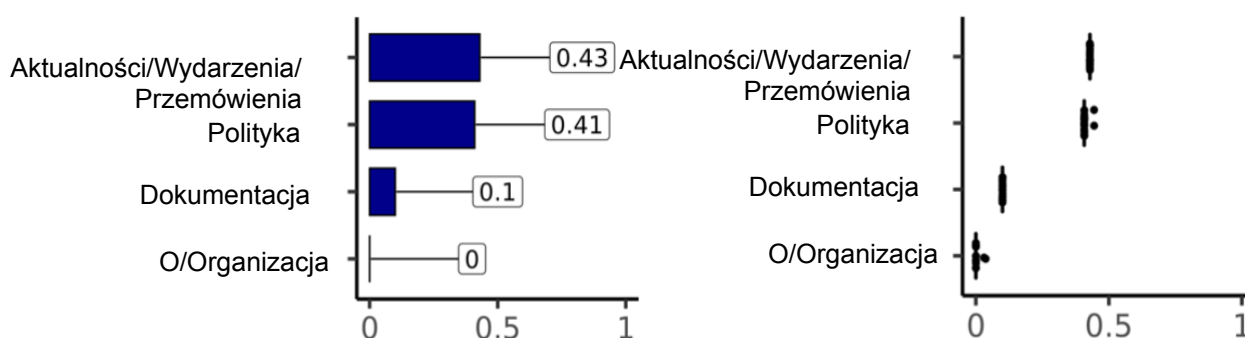 Aktualności/Wydarzenia/
Przemówienia
0.43
Polityka
0.41
Dokumentacja
0.1
O/Organizacja
0
0 0.5 1
Aktualności/Wydarzenia/
Przemówienia
Polityka
Dokumentacja
O/Organizacja
0 0.5 1